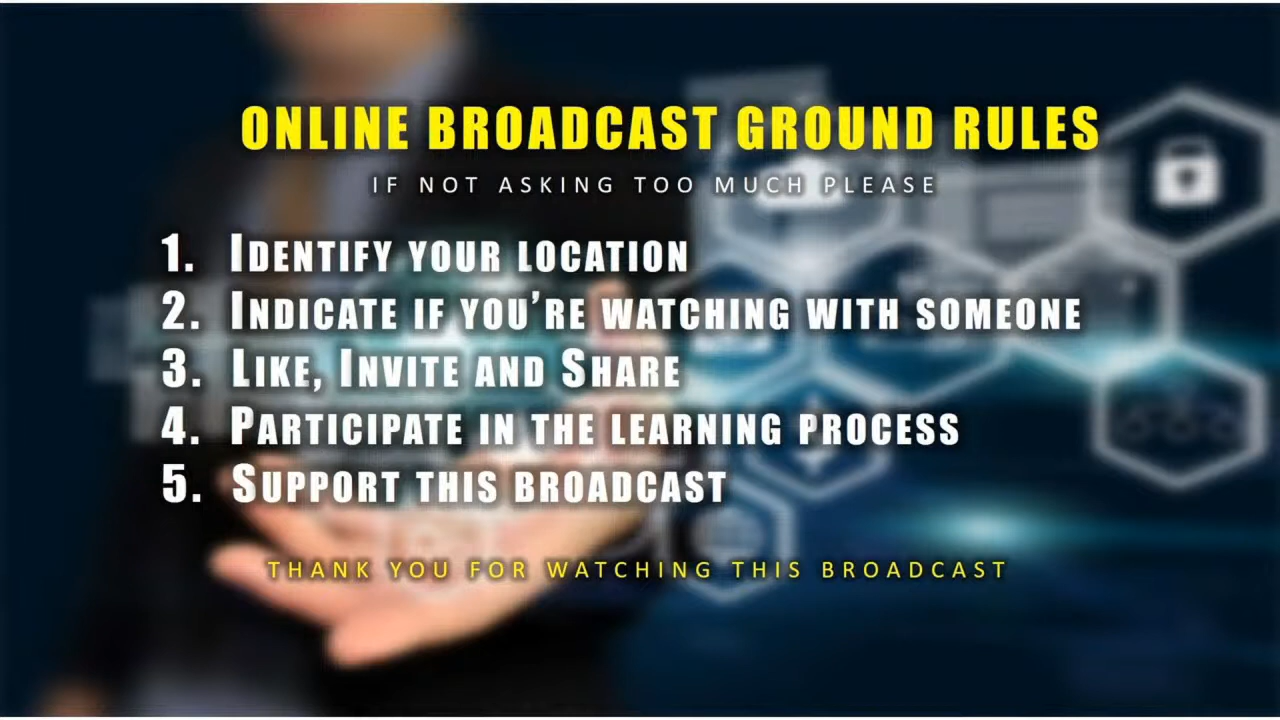 ONLINE BROADCAST GROUND RULES
IF NOT ASKING TOO MUCH PLEASE
1. IDENTIFY YOUR LOCATION
2. INDICATE IF YOU'RE WATCHING WITH SOMEONE
3. LIKE, INVITE AND SHARE
4. PARTICIPATE IN THE LEARNING PROCESS
5. SUPPORT THIS BROADCAST
THANK YOU FOR WATCHING THIS BROADCAST